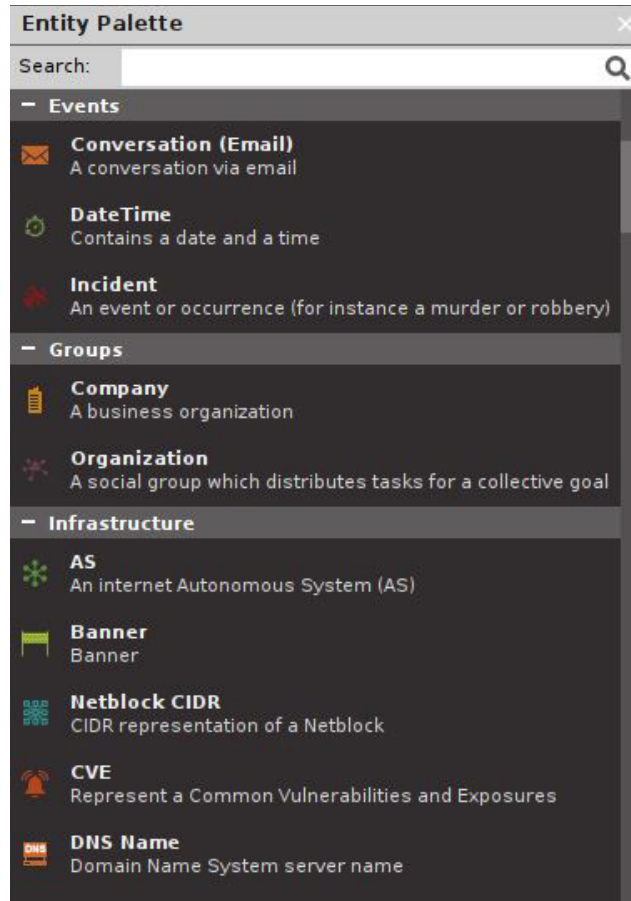 Entity Palette
Search:
Events
Conversation (Email)
A conversation via email
DateTime
Contains a date and a time
Incident
An event or occurrence (for instance a murder or robbery)
Groups
Company
A business organization
Organization
A social group which distributes tasks for a collective goal
Infrastructure
AS
An internet Autonomous System (AS)
Banner
Banner
Netblock CIDR
CIDR representation of a Netblock
CVE
Represent a Common Vulnerabilities and Exposures
DNS
DNS Name
Domain Name System server name